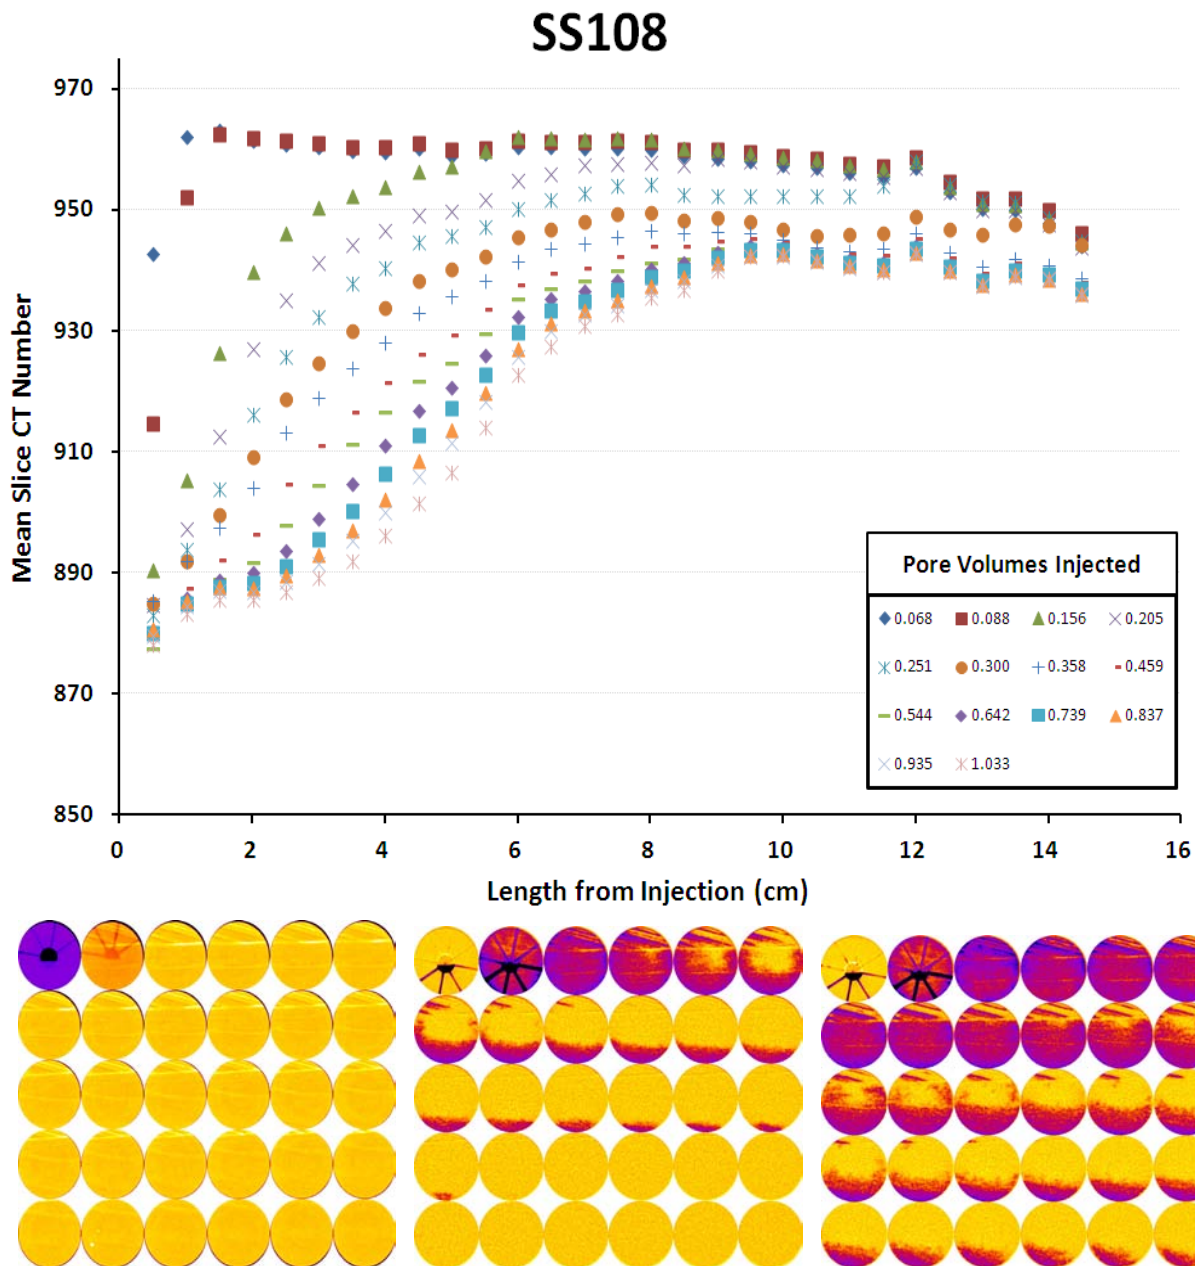 SS108
Mean Slice CT Number
970
950
930
910
890
870
850
0 2 4 6 8 10 12 14 16
Length from Injection (cm)
Pore Volumes Injected
0.068 0.088 0.156 0.205
0.251 0.300 0.358 0.459
0.544 0.642 0.739 0.837
0.935 1.033